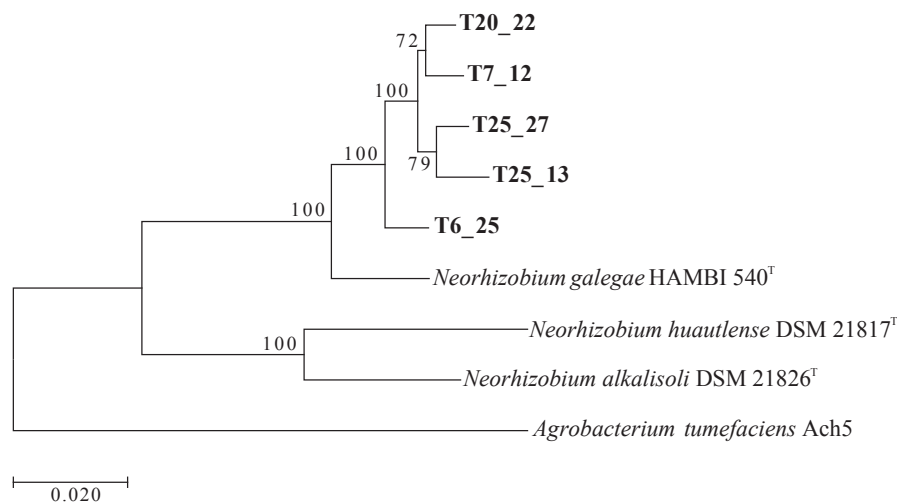 T20_22
72
T7_12
100
T25_27
100
79
T25_13
100
T6_25
Neorhizobium galegae HAMBI 540ᵀ
Neorhizobium huautlense DSM 21817ᵀ
100
Neorhizobium alkalisoli DSM 21826ᵀ
Agrobacterium tumefaciens Ach5
0.020